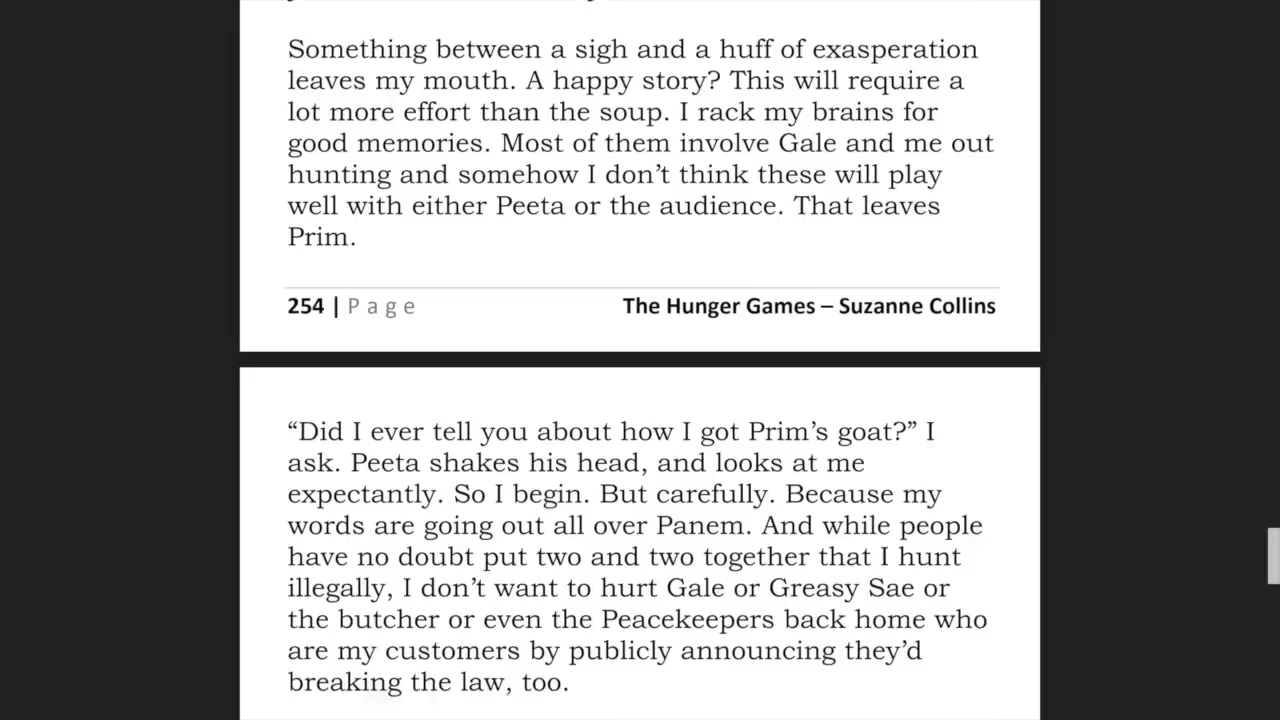 Something between a sigh and a huff of exasperation
leaves my mouth. A happy story? This will require a
lot more effort than the soup. I rack my brains for
good memories. Most of them involve Gale and me out
hunting and somehow I don’t think these will play
well with either Peeta or the audience. That leaves
Prim.
254 | Page The Hunger Games – Suzanne Collins
“Did I ever tell you about how I got Prim’s goat?” I
ask. Peeta shakes his head, and looks at me
expectantly. So I begin. But carefully. Because my
words are going out all over Panem. And while people
have no doubt put two and two together that I hunt
illegally, I don’t want to hurt Gale or Greasy Sae or
the butcher or even the Peacekeepers back home who
are my customers by publicly announcing they’d
breaking the law, too.